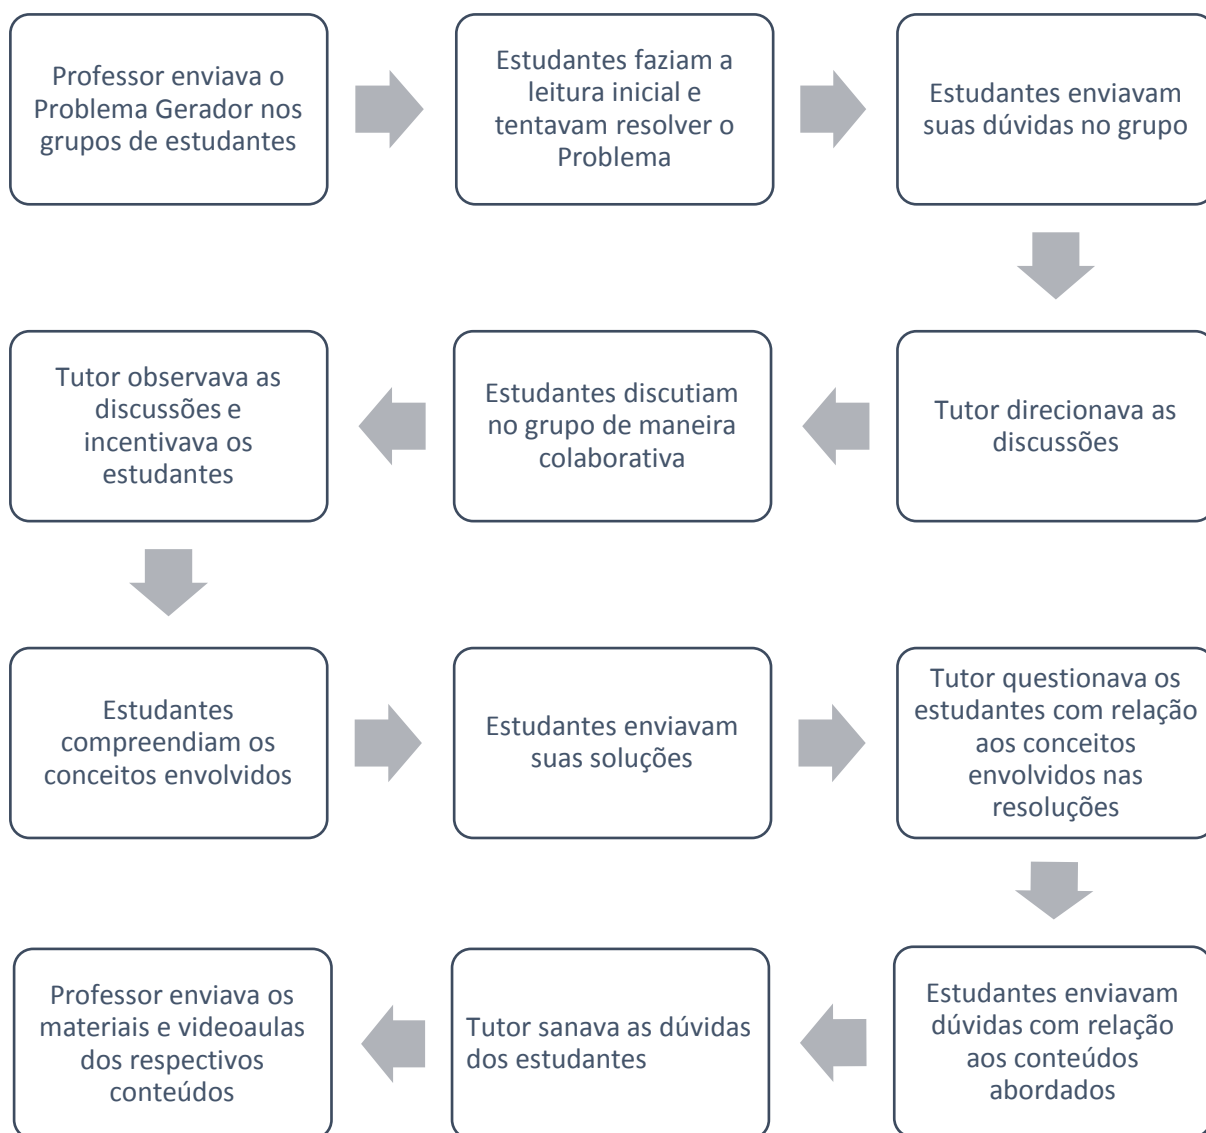 Professor enviava o
Problema Gerador nos
grupos de estudantes
Estudantes faziam a
leitura inicial e
tentavam resolver o
Problema
Estudantes enviavam
suas dúvidas no grupo
Tutor direcionava as
discussões
Estudantes discutiam
no grupo de maneira
colaborativa
Tutor observava as
discussões e
incentivava os
estudantes
Estudantes
compreendiam os
conceitos envolvidos
Estudantes enviavam
suas soluções
Tutor questionava os
estudantes com relação
aos conceitos
envolvidos nas
resoluções
Estudantes enviavam
dúvidas com relação
aos conteúdos
abordados
Tutor sanava as dúvidas
dos estudantes
Professor enviava os
materiais e videoaulas
dos respectivos
conteúdos